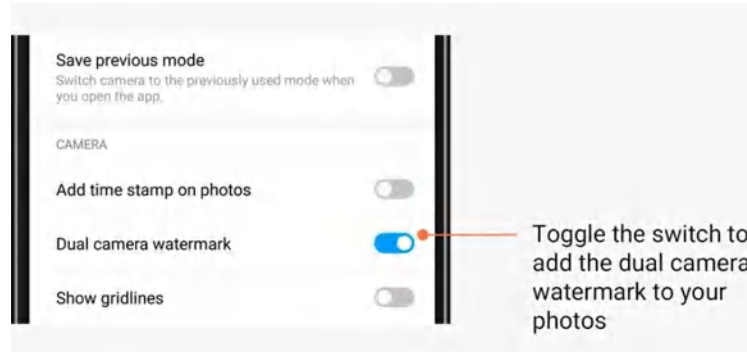 Save previous mode
Switch camera to the previously used mode when
you open the app.
CAMERA
Add time stamp on photos
Dual camera watermark
Show gridlines
Toggle the switch to
add the dual camera
watermark to your
photos